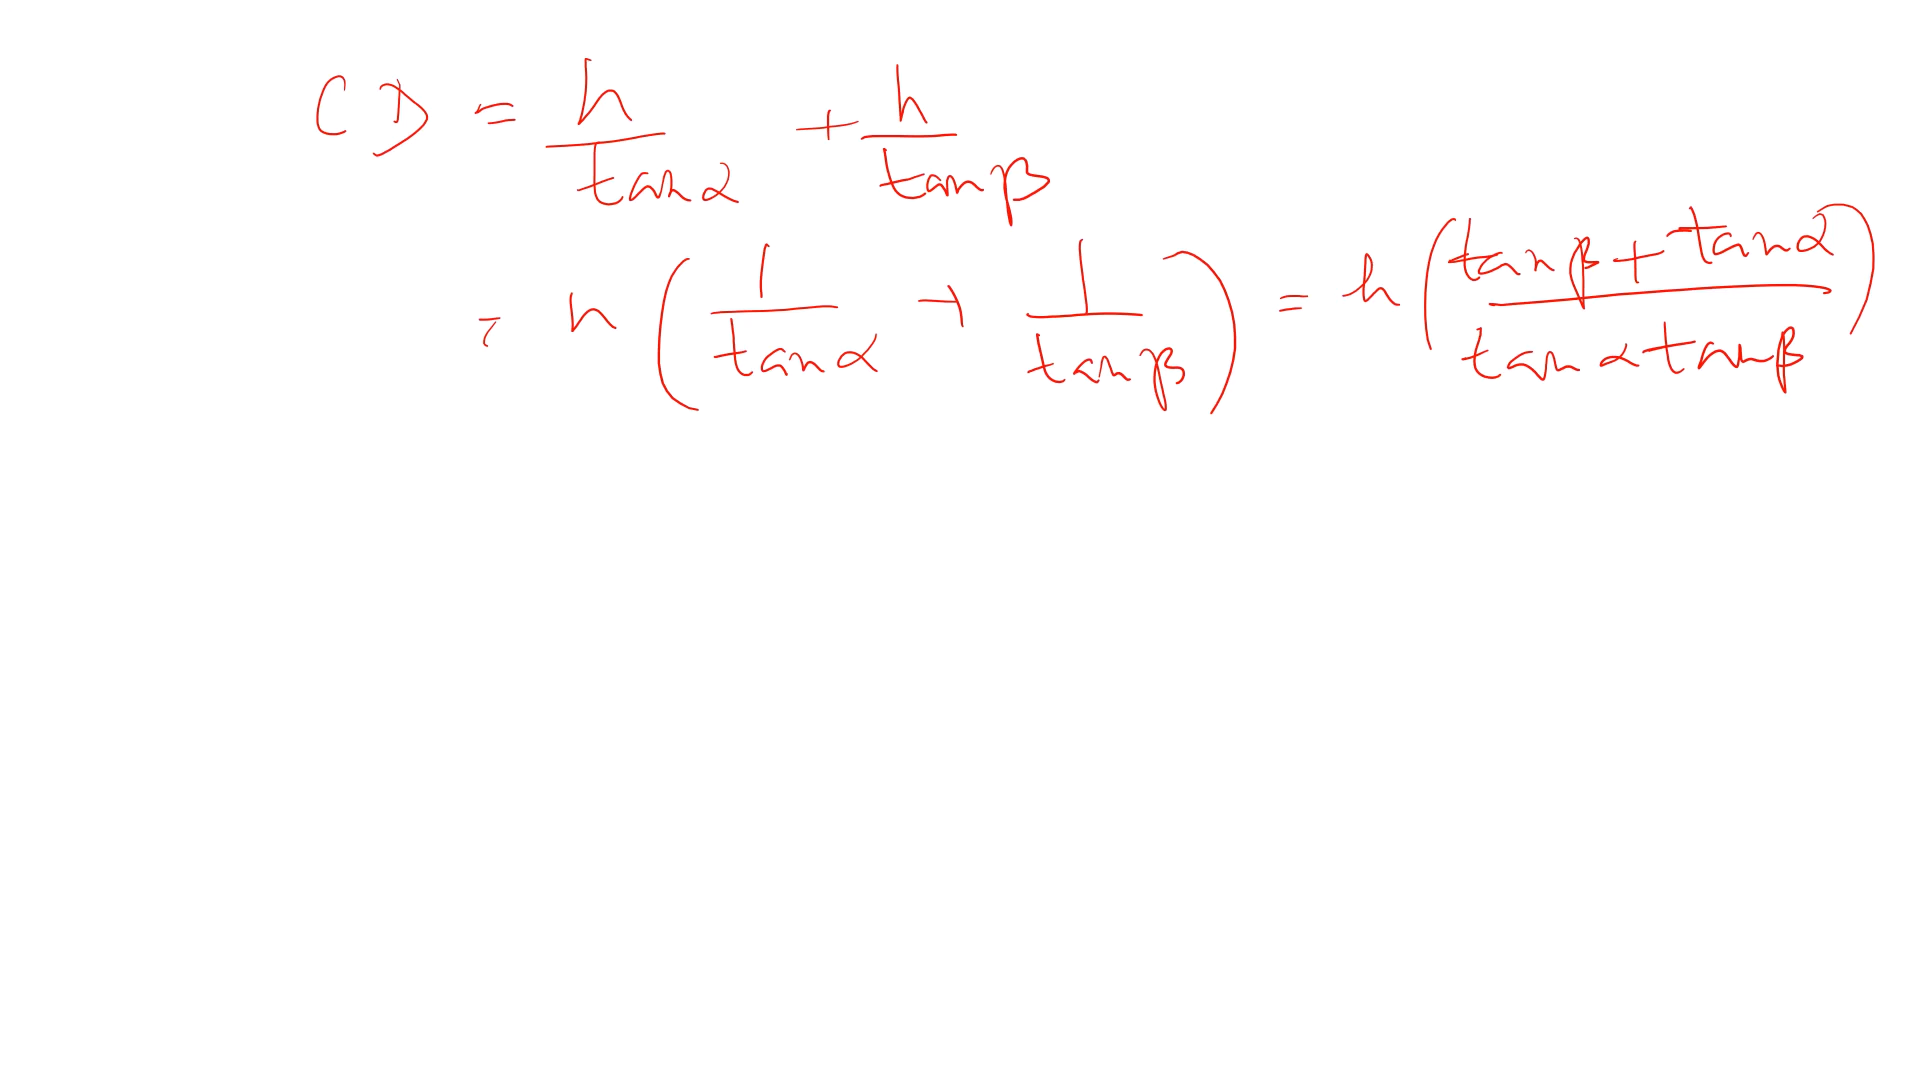 CD = h/tanα + h/tanβ
= h (1/tanα + 1/tanβ) = h (tanβ + tanα / tanα tanβ)